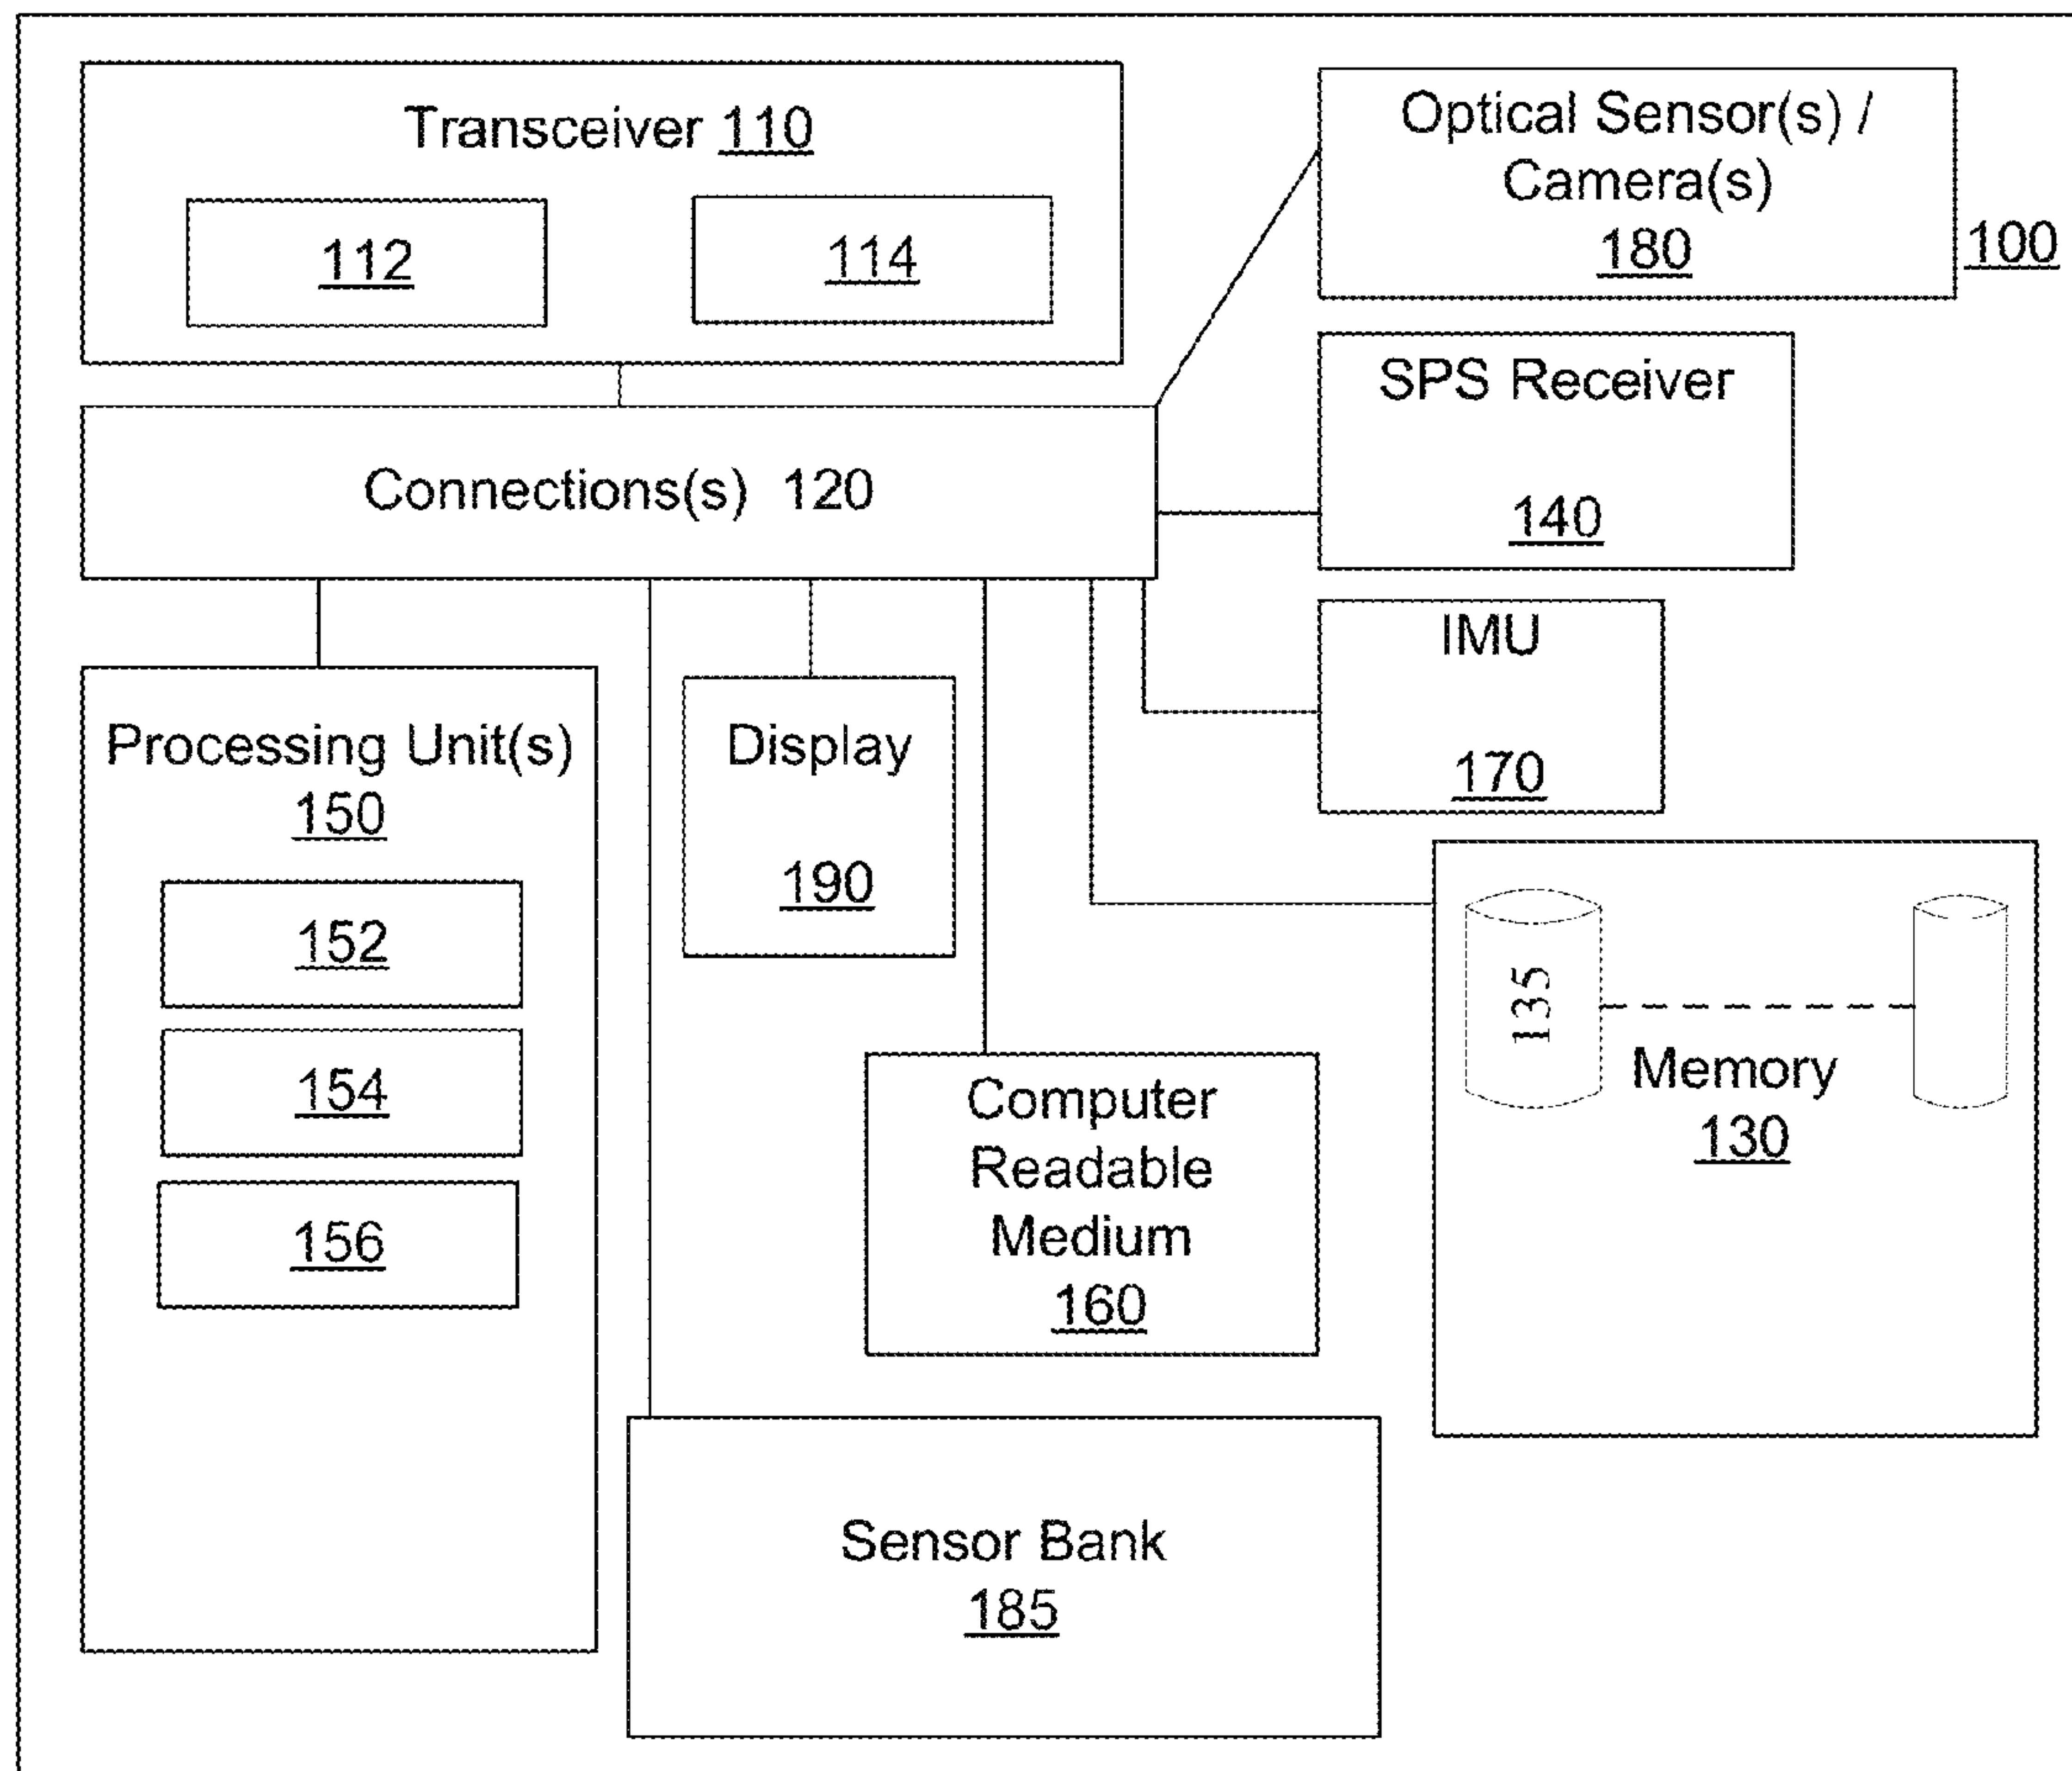 Transceiver 110
112
114
Optical Sensor(s) /
Camera(s)
180
100
Connections(s) 120
SPS Receiver
140
IMU
170
Processing Unit(s)
150
152
154
156
Display
190
Computer
Readable
Medium
160
135
Memory
130
Sensor Bank
185